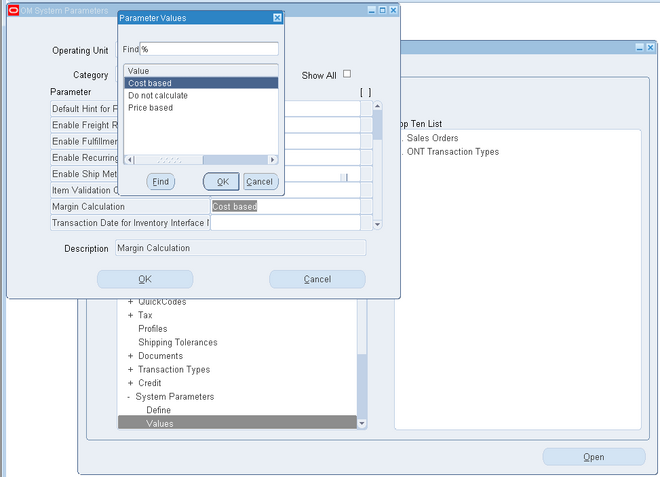 OM System Parameters
Parameter Values
Operating Unit
Find %
Category
Value
Show All
Cost based
Do not calculate
Price based
Parameter
[ ]
Default Hint for P
Enable Freight R
Enable Fulfillmen
Enable Recurring
Enable Ship Met
Item Validation O
Find
OK
Cancel
Margin Calculation
Cost based
Transaction Date for Inventory Interface I
Description
Margin Calculation
OK
Cancel
op Ten List
. Sales Orders
. ONT Transaction Types
+ QuickCodes
+ Tax
Profiles
Shipping Tolerances
+ Documents
+ Transaction Types
+ Credit
- System Parameters
Define
Values
Open